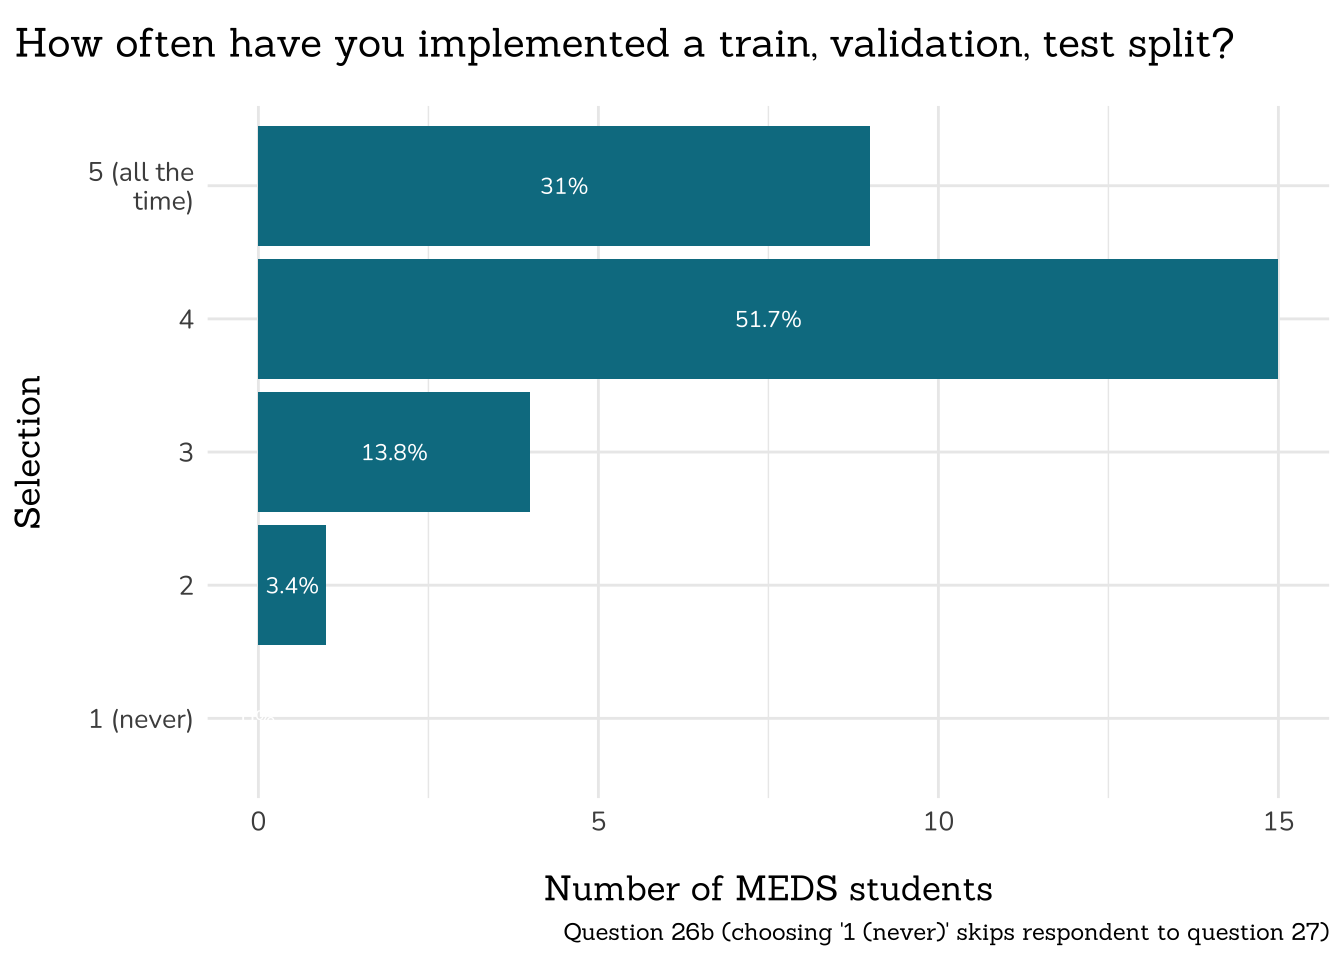 How often have you implemented a train, validation, test split?
5 (all the
time)
31%
4
51.7%
3
13.8%
2
3.4%
1 (never)
0
5
10
15
Selection
Number of MEDS students
Question 26b (choosing '1 (never)' skips respondent to question 27)